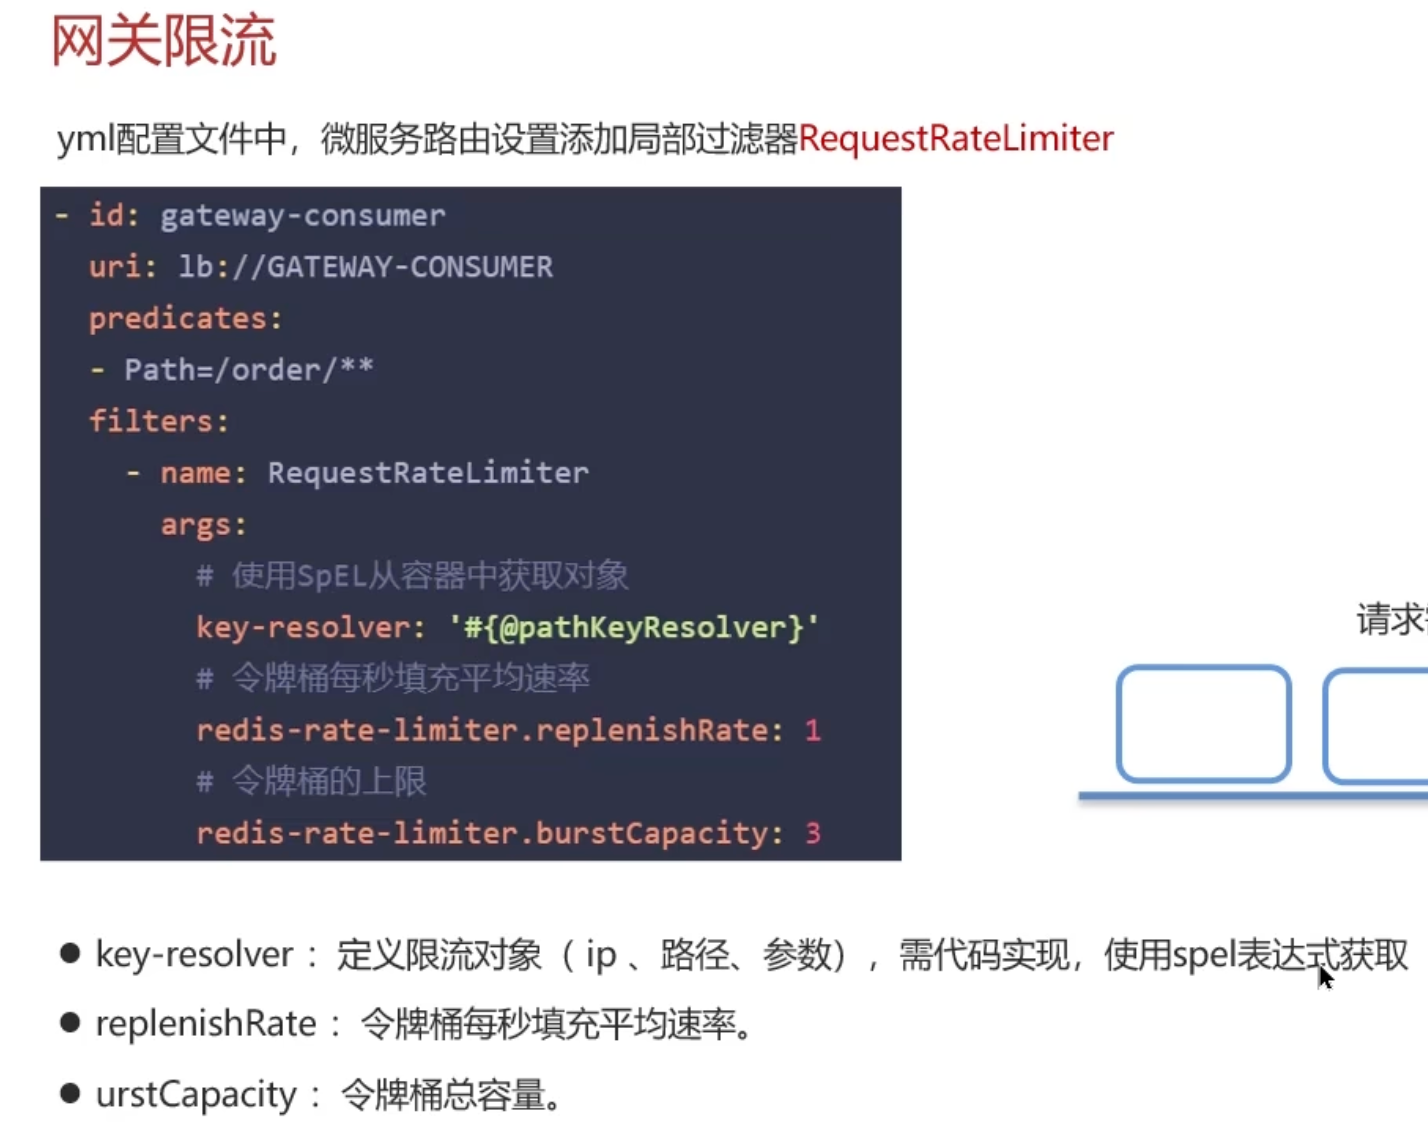 网关限流
yml配置文件中，微服务路由设置添加局部过滤器RequestRateLimiter
- id: gateway-consumer
uri: lb://GATEWAY-CONSUMER
predicates:
- Path=/order/**
filters:
- name: RequestRateLimiter
args:
# 使用SpEL从容器中获取对象
key-resolver: '#{@pathKeyResolver}'
# 令牌桶每秒填充平均速率
redis-rate-limiter.replenishRate: 1
# 令牌桶的上限
redis-rate-limiter.burstCapacity: 3
请求
● key-resolver ：定义限流对象（ ip 、路径、参数），需代码实现，使用spel表达式获取
● replenishRate ：令牌桶每秒填充平均速率。
● urstCapacity ：令牌桶总容量。